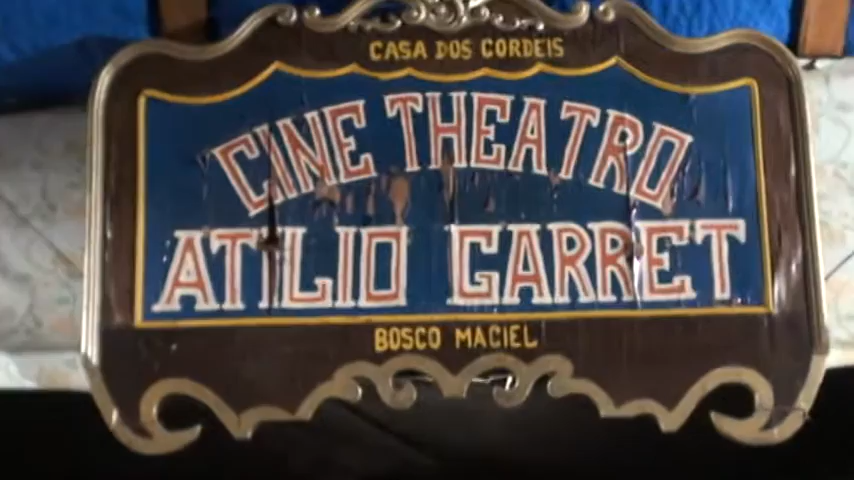 CASA DOS CORDEIS
CINE THEATRO
ATILIO GARRET
BOSCO MACIEL